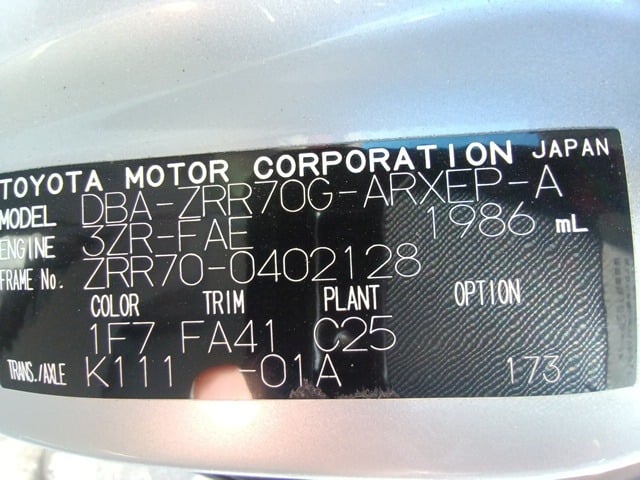 TOYOTA MOTOR CORPORATION JAPAN
MODEL DBA-ZRR70G-ARXEP-A
ENGINE 3ZR-FAE 1986 mL
FRAME No. ZRR70-0402128
COLOR TRIM PLANT OPTION
1F7 FA41 C25
TRANS./AXLE K111 -01A 173